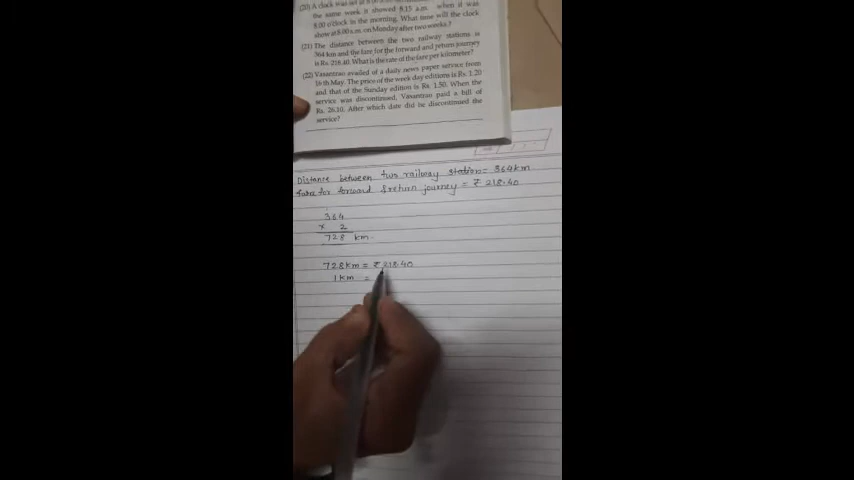 (20) A clock was set at 8.00
the same week it showed 8.15 a.m. when it was
8.00 o'clock in the morning. What time will the clock
show at 8.00 a.m. on Monday after two weeks?
(21) The distance between the two railway stations is
364 km and the fare for the forward and return journey
is Rs. 218.40. What is the rate of the fare per kilometer?
(22) Vasantrao availed of a daily news paper service from
16 th May. The price of the week day editions is Rs. 1.20
and that of the Sunday edition is Rs. 1.50. When the
service was discontinued, Vasantrao paid a bill of
Rs. 26.10. After which date did he discontinued the
service?
Distance between two railway station = 364km
fare for forward & return journey = ₹ 218.40
364
x 2
728 km.
728km = ₹ 218.40
1 km =